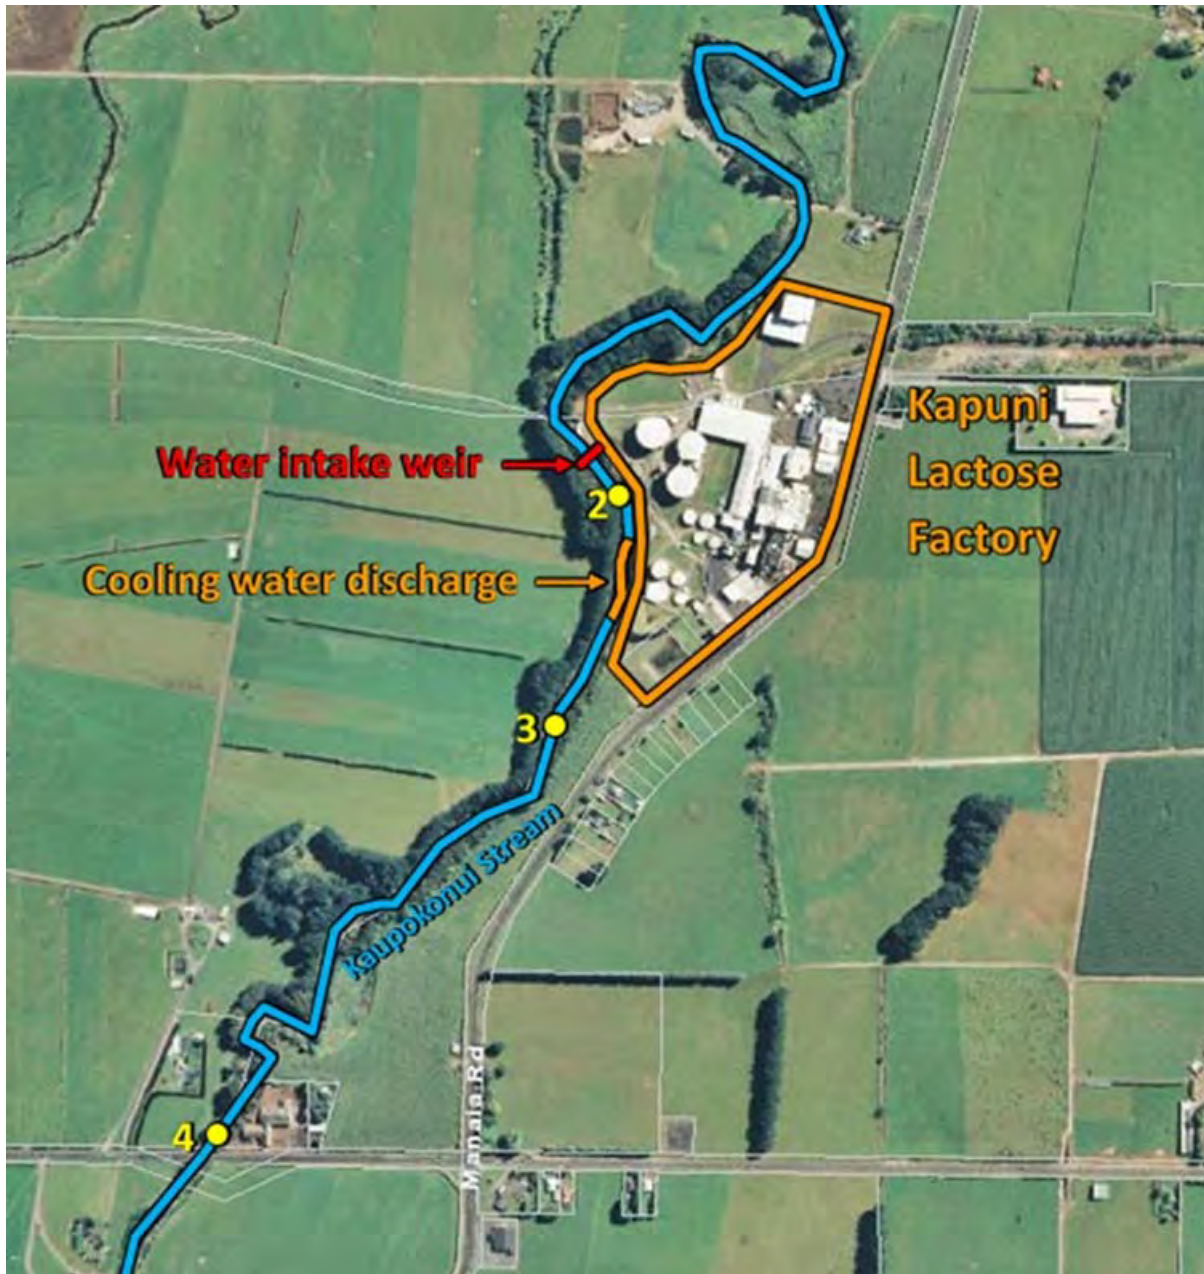 Kapuni
Lactose
Factory
Water intake weir
2
Cooling water discharge
3
Kaupokonui Stream
Manaia Rd
4